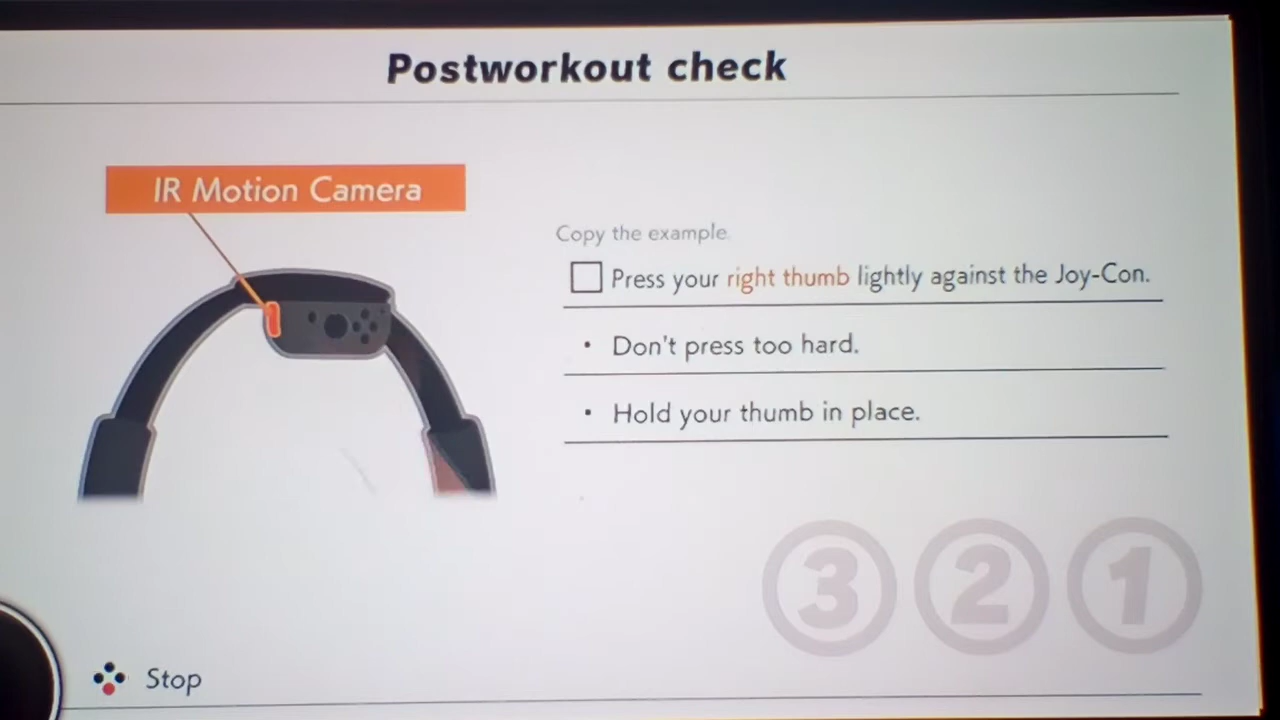 Postworkout check
IR Motion Camera
Copy the example.
Press your right thumb lightly against the Joy-Con.
• Don't press too hard.
• Hold your thumb in place.
3 2 1
Stop